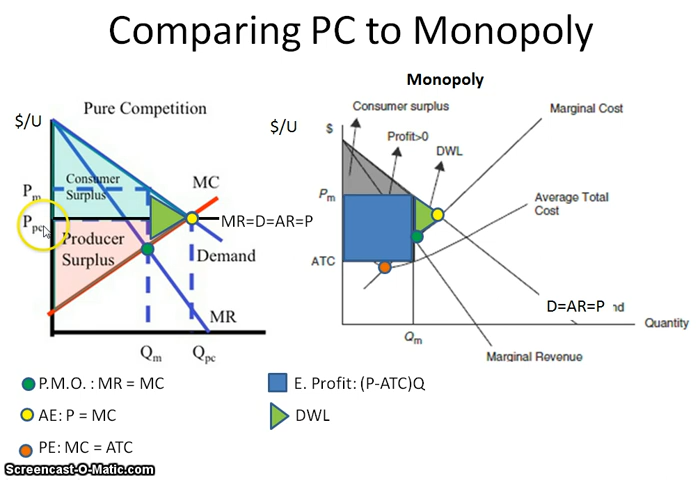 Comparing PC to Monopoly
Pure Competition
$/U
Consumer
Surplus
Pm
Ppc
Producer
Surplus
MC
MR=D=AR=P
Demand
MR
Qm
Qpc
Monopoly
$/U
$
Consumer surplus
Profit>0
DWL
Marginal Cost
Pm
Average Total
Cost
ATC
D=AR=P nd
Quantity
Qm
Marginal Revenue
P.M.O. : MR = MC
AE: P = MC
PE: MC = ATC
E. Profit: (P-ATC)Q
DWL
Screencast-O-Matic.com